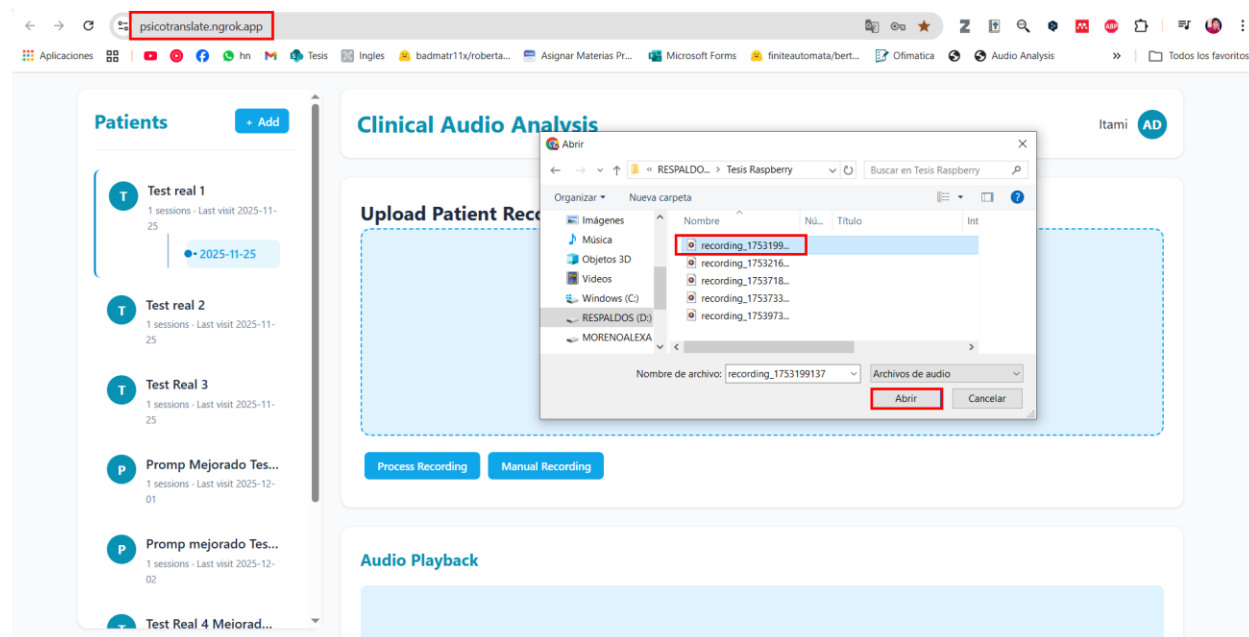 psicotranslate.ngrok.app
Aplicaciones hn Tesis Ingles badmatr11x/roberta... Asignar Materias Pr... Microsoft Forms finiteautomata/bert... Ofimatica Audio Analysis » Todos los favoritos
Patients
+ Add
Test real 1
1 sessions · Last visit 2025-11-
25
2025-11-25
Test real 2
1 sessions · Last visit 2025-11-
25
Test Real 3
1 sessions · Last visit 2025-11-
25
Promp Mejorado Tes...
1 sessions · Last visit 2025-12-
01
Promp mejorado Tes...
1 sessions · Last visit 2025-12-
02
Test Real 4 Mejorad...
Clinical Audio Analysis
Itami AD
Upload Patient Reco
Abrir
« RESPALDO... > Tesis Raspberry
Buscar en Tesis Raspberry
Organizar Nueva carpeta
Imágenes
Música
Objetos 3D
Videos
Windows (C:)
RESPALDOS (D:)
MORENOALEXA
Nombre Nú... Título Int
recording_1753199...
recording_1753216...
recording_1753718...
recording_1753733...
recording_1753973...
Nombre de archivo: recording_1753199137 Archivos de audio
Abrir Cancelar
Process Recording Manual Recording
Audio Playback